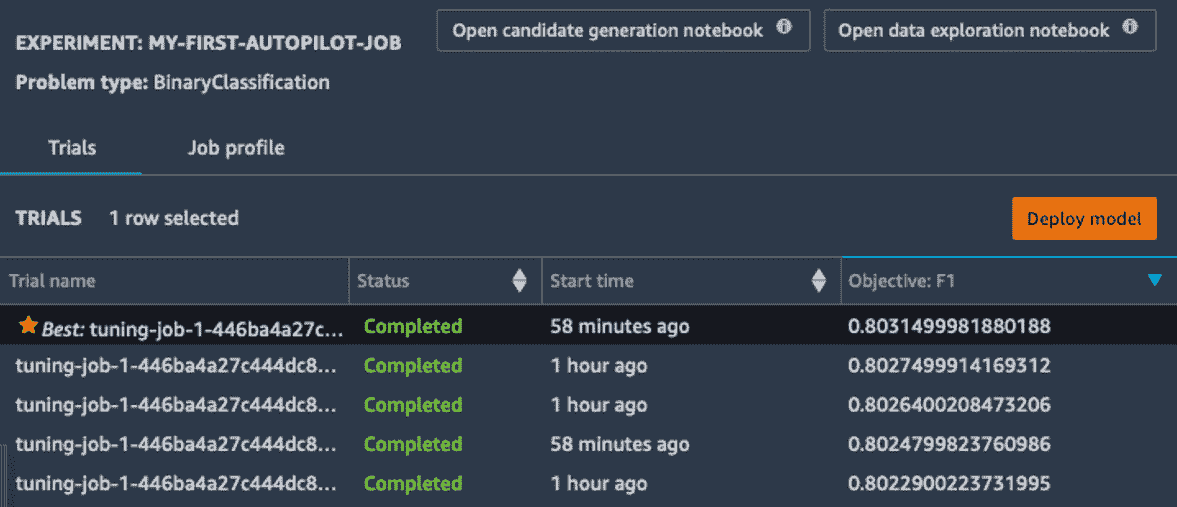 EXPERIMENT: MY-FIRST-AUTOPILOT-JOB
Open candidate generation notebook
Open data exploration notebook
Problem type: BinaryClassification
Trials Job profile
TRIALS 1 row selected
Deploy model
Trial name Status Start time Objective: F1
Best: tuning-job-1-446ba4a27c... Completed 58 minutes ago 0.8031499981880188
tuning-job-1-446ba4a27c444dc8... Completed 1 hour ago 0.8027499914169312
tuning-job-1-446ba4a27c444dc8... Completed 1 hour ago 0.8026400208473206
tuning-job-1-446ba4a27c444dc8... Completed 58 minutes ago 0.8024799823760986
tuning-job-1-446ba4a27c444dc8... Completed 1 hour ago 0.8022900223731995